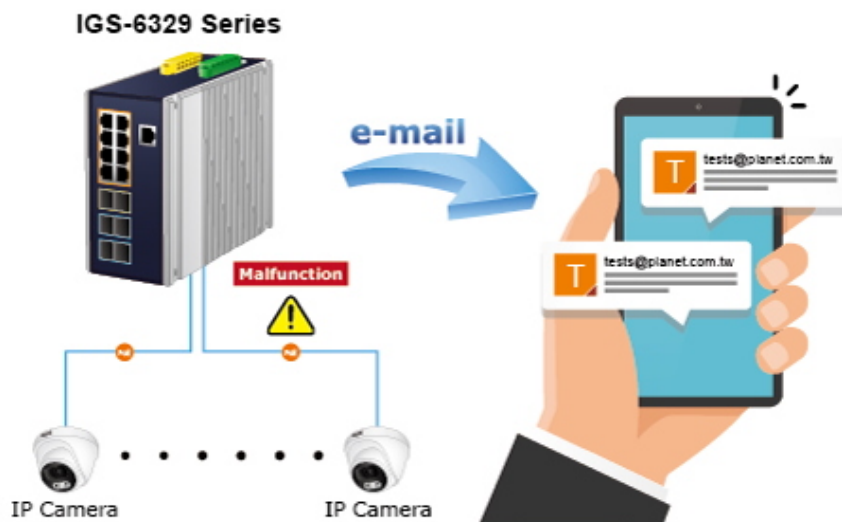 IGS-6329 Series
e-mail
T
tests@planet.com.tw
T
tests@planet.com.tw
Malfunction
IP Camera
IP Camera